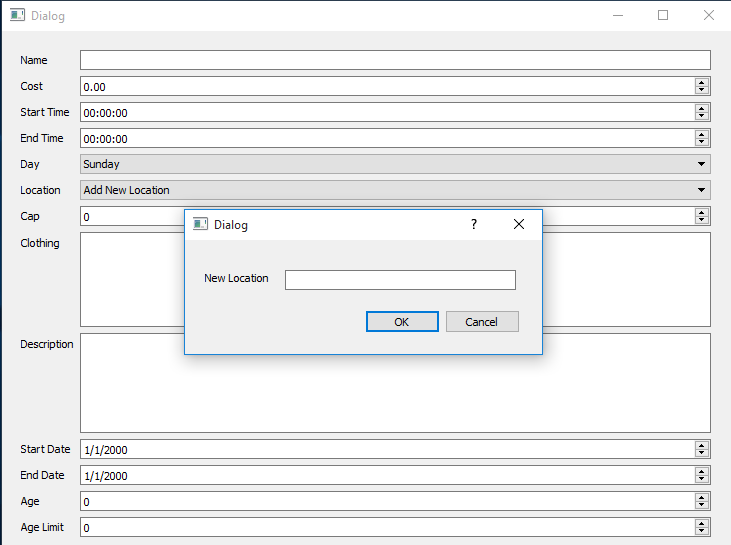 Dialog
Name
Cost 0.00
Start Time 00:00:00
End Time 00:00:00
Day Sunday
Location Add New Location
Cap 0
Dialog ?
Clothing
New Location
OK Cancel
Description
Start Date 1/1/2000
End Date 1/1/2000
Age 0
Age Limit 0